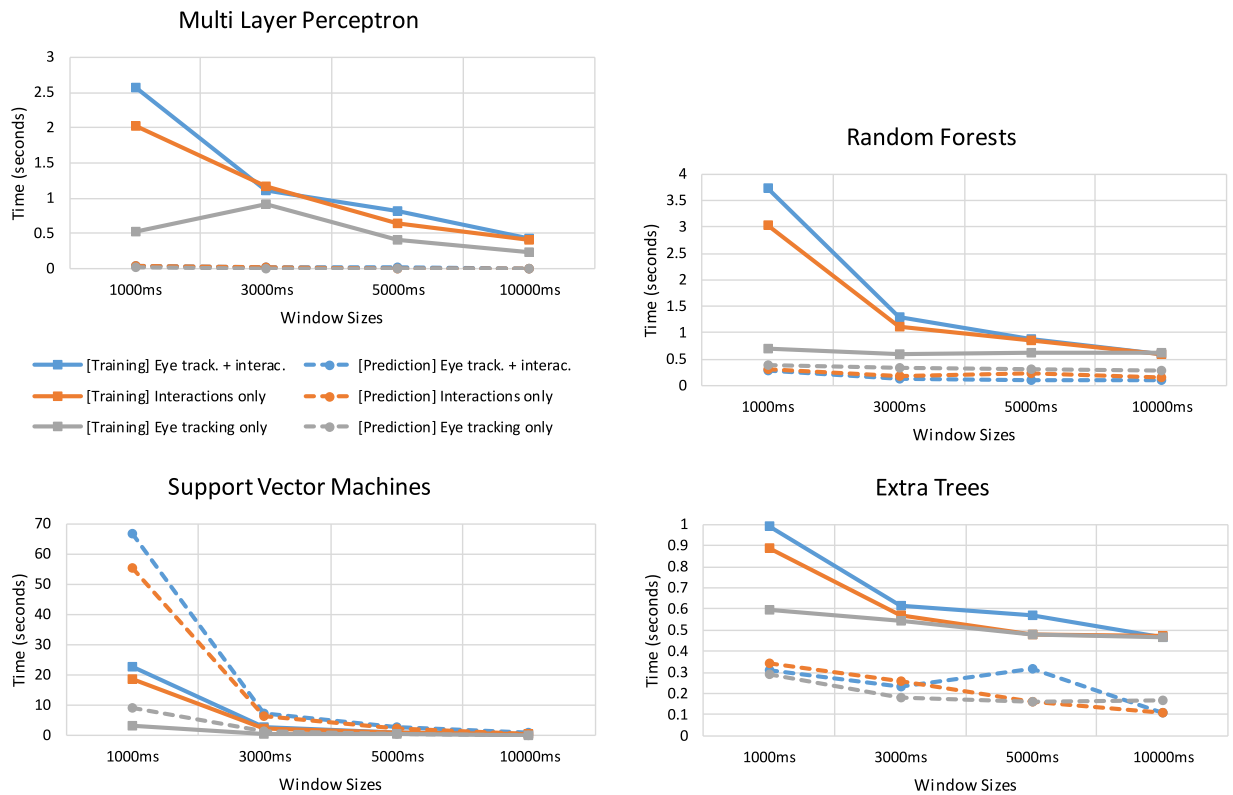 Multi Layer Perceptron
Time (seconds)
3
2.5
2
1.5
1
0.5
0
1000ms 3000ms 5000ms 10000ms
Window Sizes
[Training] Eye track. + interac.
[Prediction] Eye track. + interac.
[Training] Interactions only
[Prediction] Interactions only
[Training] Eye tracking only
[Prediction] Eye tracking only
Random Forests
Time (seconds)
4
3.5
3
2.5
2
1.5
1
0.5
0
1000ms 3000ms 5000ms 10000ms
Window Sizes
Support Vector Machines
Time (seconds)
70
60
50
40
30
20
10
0
1000ms 3000ms 5000ms 10000ms
Window Sizes
Extra Trees
Time (seconds)
1
0.9
0.8
0.7
0.6
0.5
0.4
0.3
0.2
0.1
0
1000ms 3000ms 5000ms 10000ms
Window Sizes